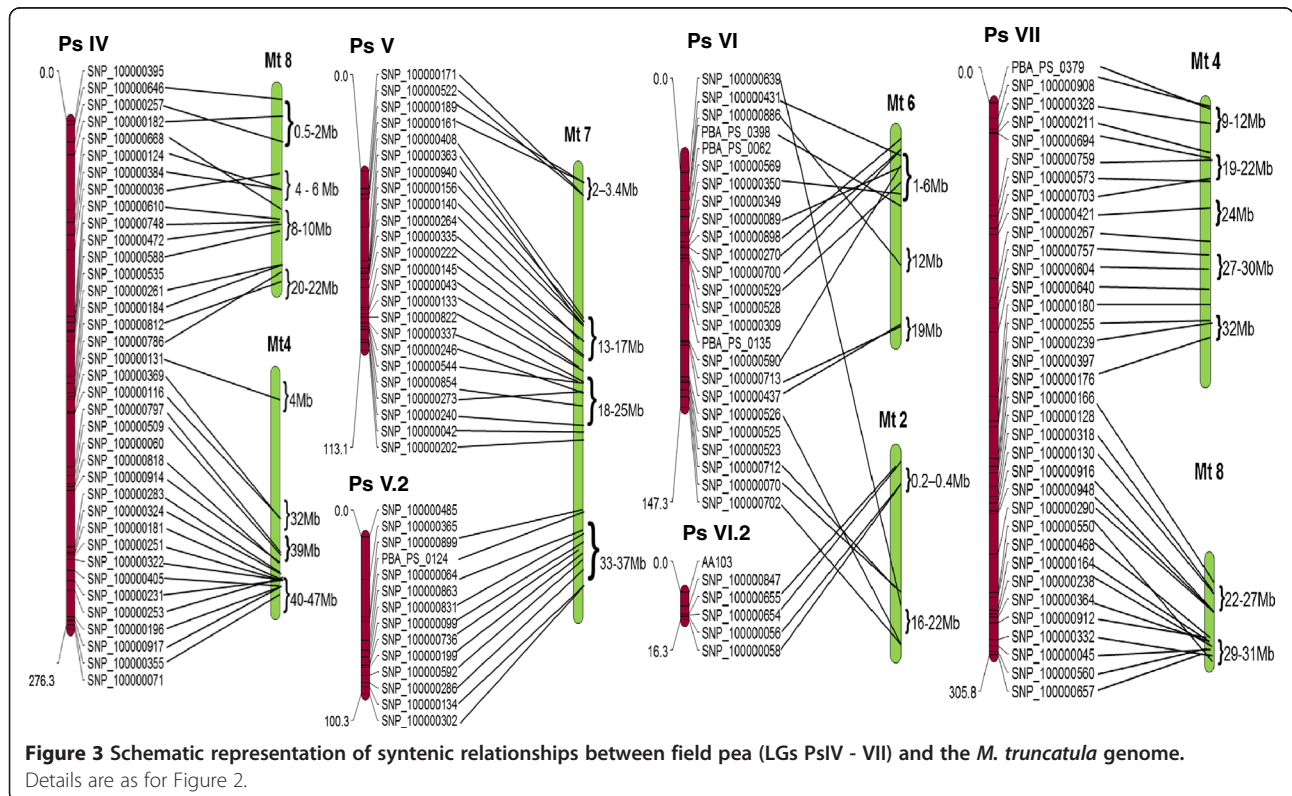 Ps IV
0.0
SNP_100000395
SNP_100000646
SNP_100000257
SNP_100000182
SNP_100000668
SNP_100000124
SNP_100000384
SNP_100000036
SNP_100000610
SNP_100000748
SNP_100000472
SNP_100000588
SNP_100000535
SNP_100000261
SNP_100000184
SNP_100000812
SNP_100000786
SNP_100000131
SNP_100000369
SNP_100000116
SNP_100000797
SNP_100000509
SNP_100000060
SNP_100000818
SNP_100000914
SNP_100000283
SNP_100000324
SNP_100000181
SNP_100000251
SNP_100000322
SNP_100000405
SNP_100000231
SNP_100000253
SNP_100000196
SNP_100000917
SNP_100000355
SNP_100000071
276.3
Mt 8
0.5-2Mb
4 - 6 Mb
8-10Mb
20-22Mb
Mt4
4Mb
32Mb
39Mb
40-47Mb
Ps V
0.0
SNP_100000171
SNP_100000522
SNP_100000189
SNP_100000161
SNP_100000408
SNP_100000363
SNP_100000940
SNP_100000156
SNP_100000140
SNP_100000264
SNP_100000335
SNP_100000222
SNP_100000145
SNP_100000043
SNP_100000133
SNP_100000822
SNP_100000337
SNP_100000246
SNP_100000544
SNP_100000854
SNP_100000273
SNP_100000240
SNP_100000042
SNP_100000202
113.1
Ps V.2
0.0
SNP_100000485
SNP_100000365
SNP_100000899
PBA_PS_0124
SNP_100000064
SNP_100000863
SNP_100000831
SNP_100000099
SNP_100000736
SNP_100000199
SNP_100000592
SNP_100000286
SNP_100000134
SNP_100000302
100.3
Mt 7
2–3.4Mb
13-17Mb
18-25Mb
33-37Mb
Ps VI
0.0
SNP_100000639
SNP_100000431
SNP_100000886
PBA_PS_0398
PBA_PS_0062
SNP_100000569
SNP_100000350
SNP_100000349
SNP_100000089
SNP_100000898
SNP_100000270
SNP_100000700
SNP_100000529
SNP_100000528
SNP_100000309
PBA_PS_0135
SNP_100000590
SNP_100000713
SNP_100000437
SNP_100000526
SNP_100000525
SNP_100000523
SNP_100000712
SNP_100000070
SNP_100000702
147.3
Ps VI.2
0.0
AA103
SNP_100000847
SNP_100000655
SNP_100000654
SNP_100000056
SNP_100000058
16.3
Mt 6
1-6Mb
12Mb
19Mb
Mt 2
0.2–0.4Mb
16-22Mb
Ps VII
0.0
PBA_PS_0379
SNP_100000908
SNP_100000328
SNP_100000211
SNP_100000694
SNP_100000759
SNP_100000573
SNP_100000703
SNP_100000421
SNP_100000267
SNP_100000757
SNP_100000604
SNP_100000640
SNP_100000180
SNP_100000255
SNP_100000239
SNP_100000397
SNP_100000176
SNP_100000166
SNP_100000128
SNP_100000318
SNP_100000130
SNP_100000916
SNP_100000948
SNP_100000290
SNP_100000550
SNP_100000468
SNP_100000164
SNP_100000238
SNP_100000364
SNP_100000912
SNP_100000332
SNP_100000045
SNP_100000560
SNP_100000657
305.8
Mt 4
9-12Mb
19-22Mb
24Mb
27-30Mb
32Mb
Mt 8
22-27Mb
29-31Mb
Figure 3 Schematic representation of syntenic relationships between field pea (LGs PsIV - VII) and the M. truncatula genome.
Details are as for Figure 2.